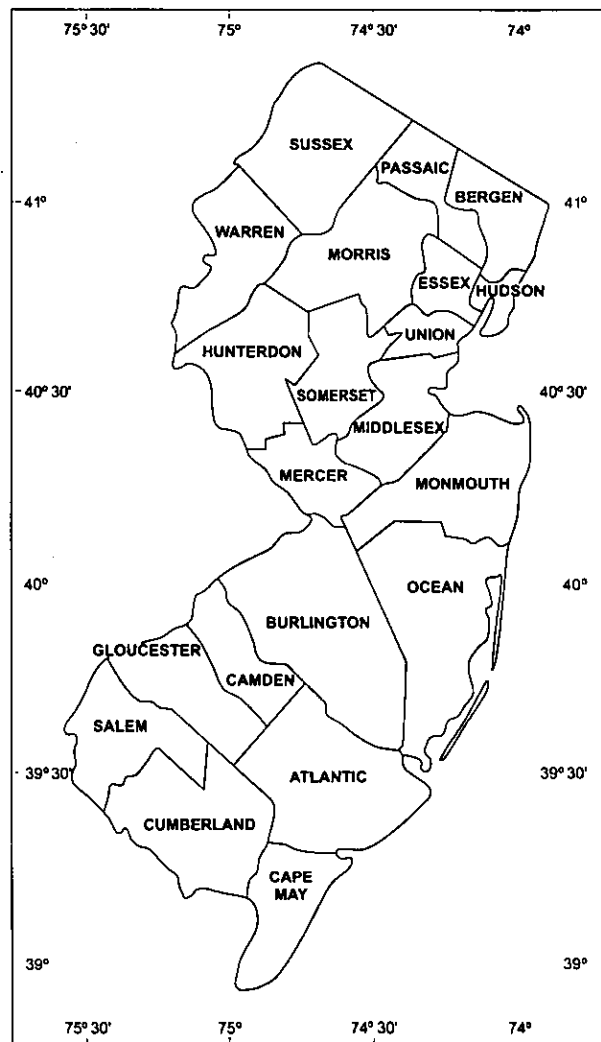 75° 30' 75° 74° 30' 74°
SUSSEX
PASSAIC
BERGEN
41° 41°
WARREN
MORRIS
ESSEX
HUDSON
UNION
HUNTERDON
40° 30' 40° 30'
SOMERSET
MIDDLESEX
MERCER
MONMOUTH
40° 40°
OCEAN
BURLINGTON
GLOUCESTER
CAMDEN
SALEM
39° 30' 39° 30'
ATLANTIC
CUMBERLAND
CAPE
MAY
39° 39°
75° 30' 75° 74° 30' 74°